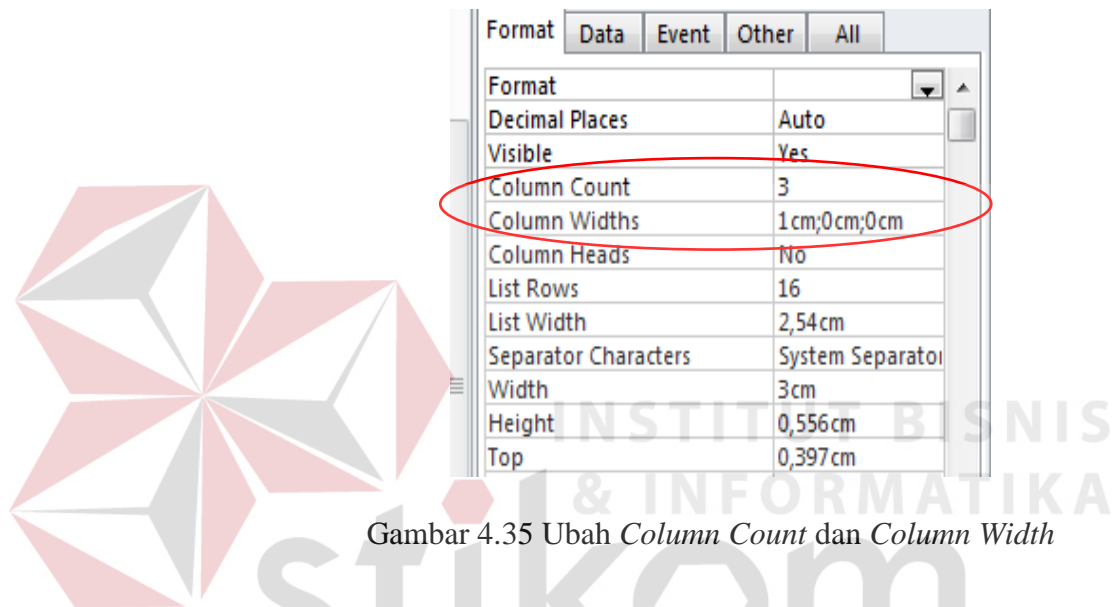 Format Data Event Other All
Format
Decimal Places Auto
Visible Yes
Column Count 3
Column Widths 1cm;0cm;0cm
Column Heads No
List Rows 16
List Width 2,54cm
Separator Characters System Separator
Width 3cm
Height 0,556cm
Top 0,397cm
INSTITUT BISNIS
& INFORMATIKA
stikom
Gambar 4.35 Ubah Column Count dan Column Width